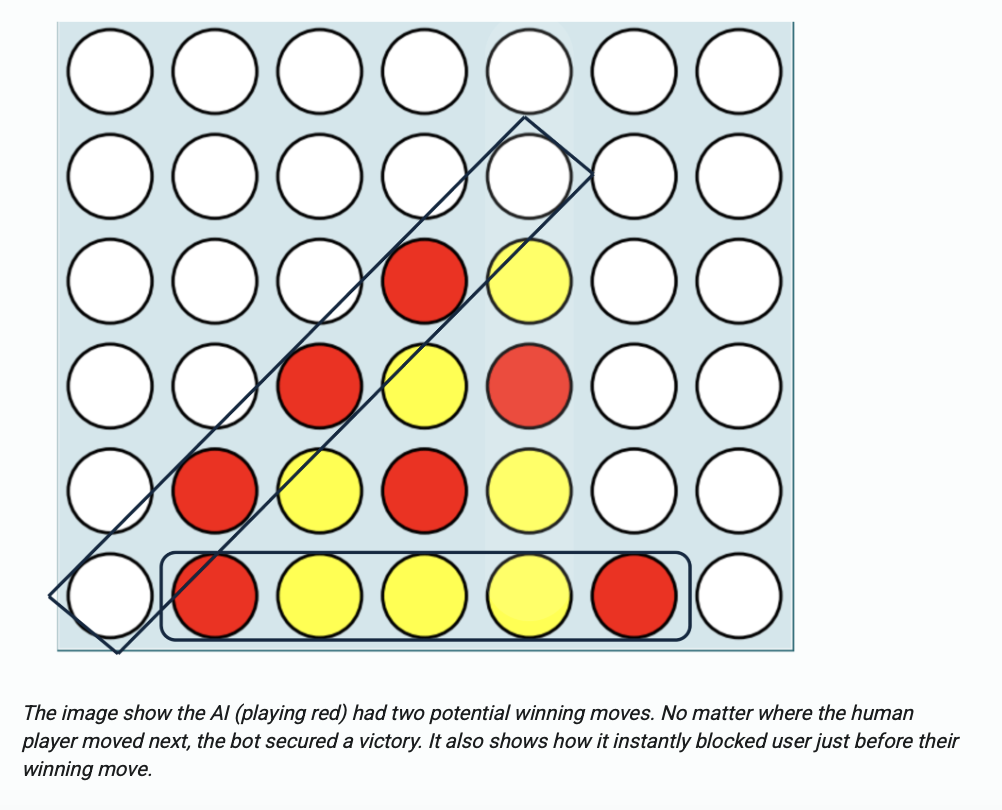 The image show the AI (playing red) had two potential winning moves. No matter where the human
player moved next, the bot secured a victory. It also shows how it instantly blocked user just before their
winning move.